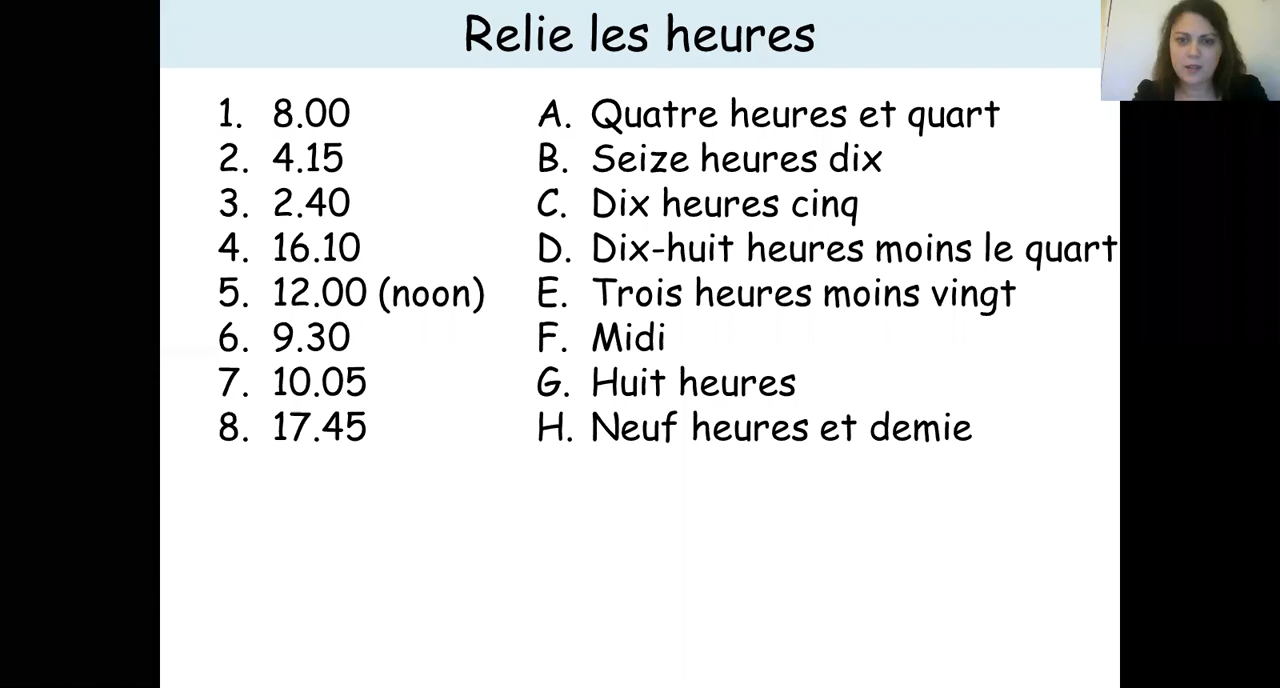 Relie les heures
1. 8.00 A. Quatre heures et quart
2. 4.15 B. Seize heures dix
3. 2.40 C. Dix heures cinq
4. 16.10 D. Dix-huit heures moins le quart
5. 12.00 (noon) E. Trois heures moins vingt
6. 9.30 F. Midi
7. 10.05 G. Huit heures
8. 17.45 H. Neuf heures et demie